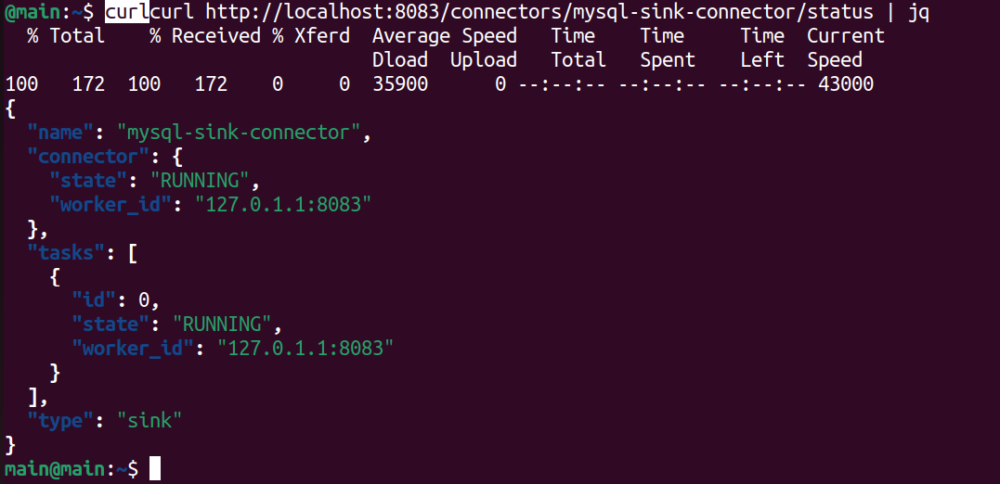 @main:~$ curlcurl http://localhost:8083/connectors/mysql-sink-connector/status | jq
  % Total    % Received % Xferd  Average Speed   Time    Time     Time  Current
                                 Dload  Upload   Total   Spent    Left  Speed
100   172  100   172    0     0  35900      0 --:--:-- --:--:-- --:--:-- 43000
{
  "name": "mysql-sink-connector",
  "connector": {
    "state": "RUNNING",
    "worker_id": "127.0.1.1:8083"
  },
  "tasks": [
    {
      "id": 0,
      "state": "RUNNING",
      "worker_id": "127.0.1.1:8083"
    }
  ],
  "type": "sink"
}
main@main:~$